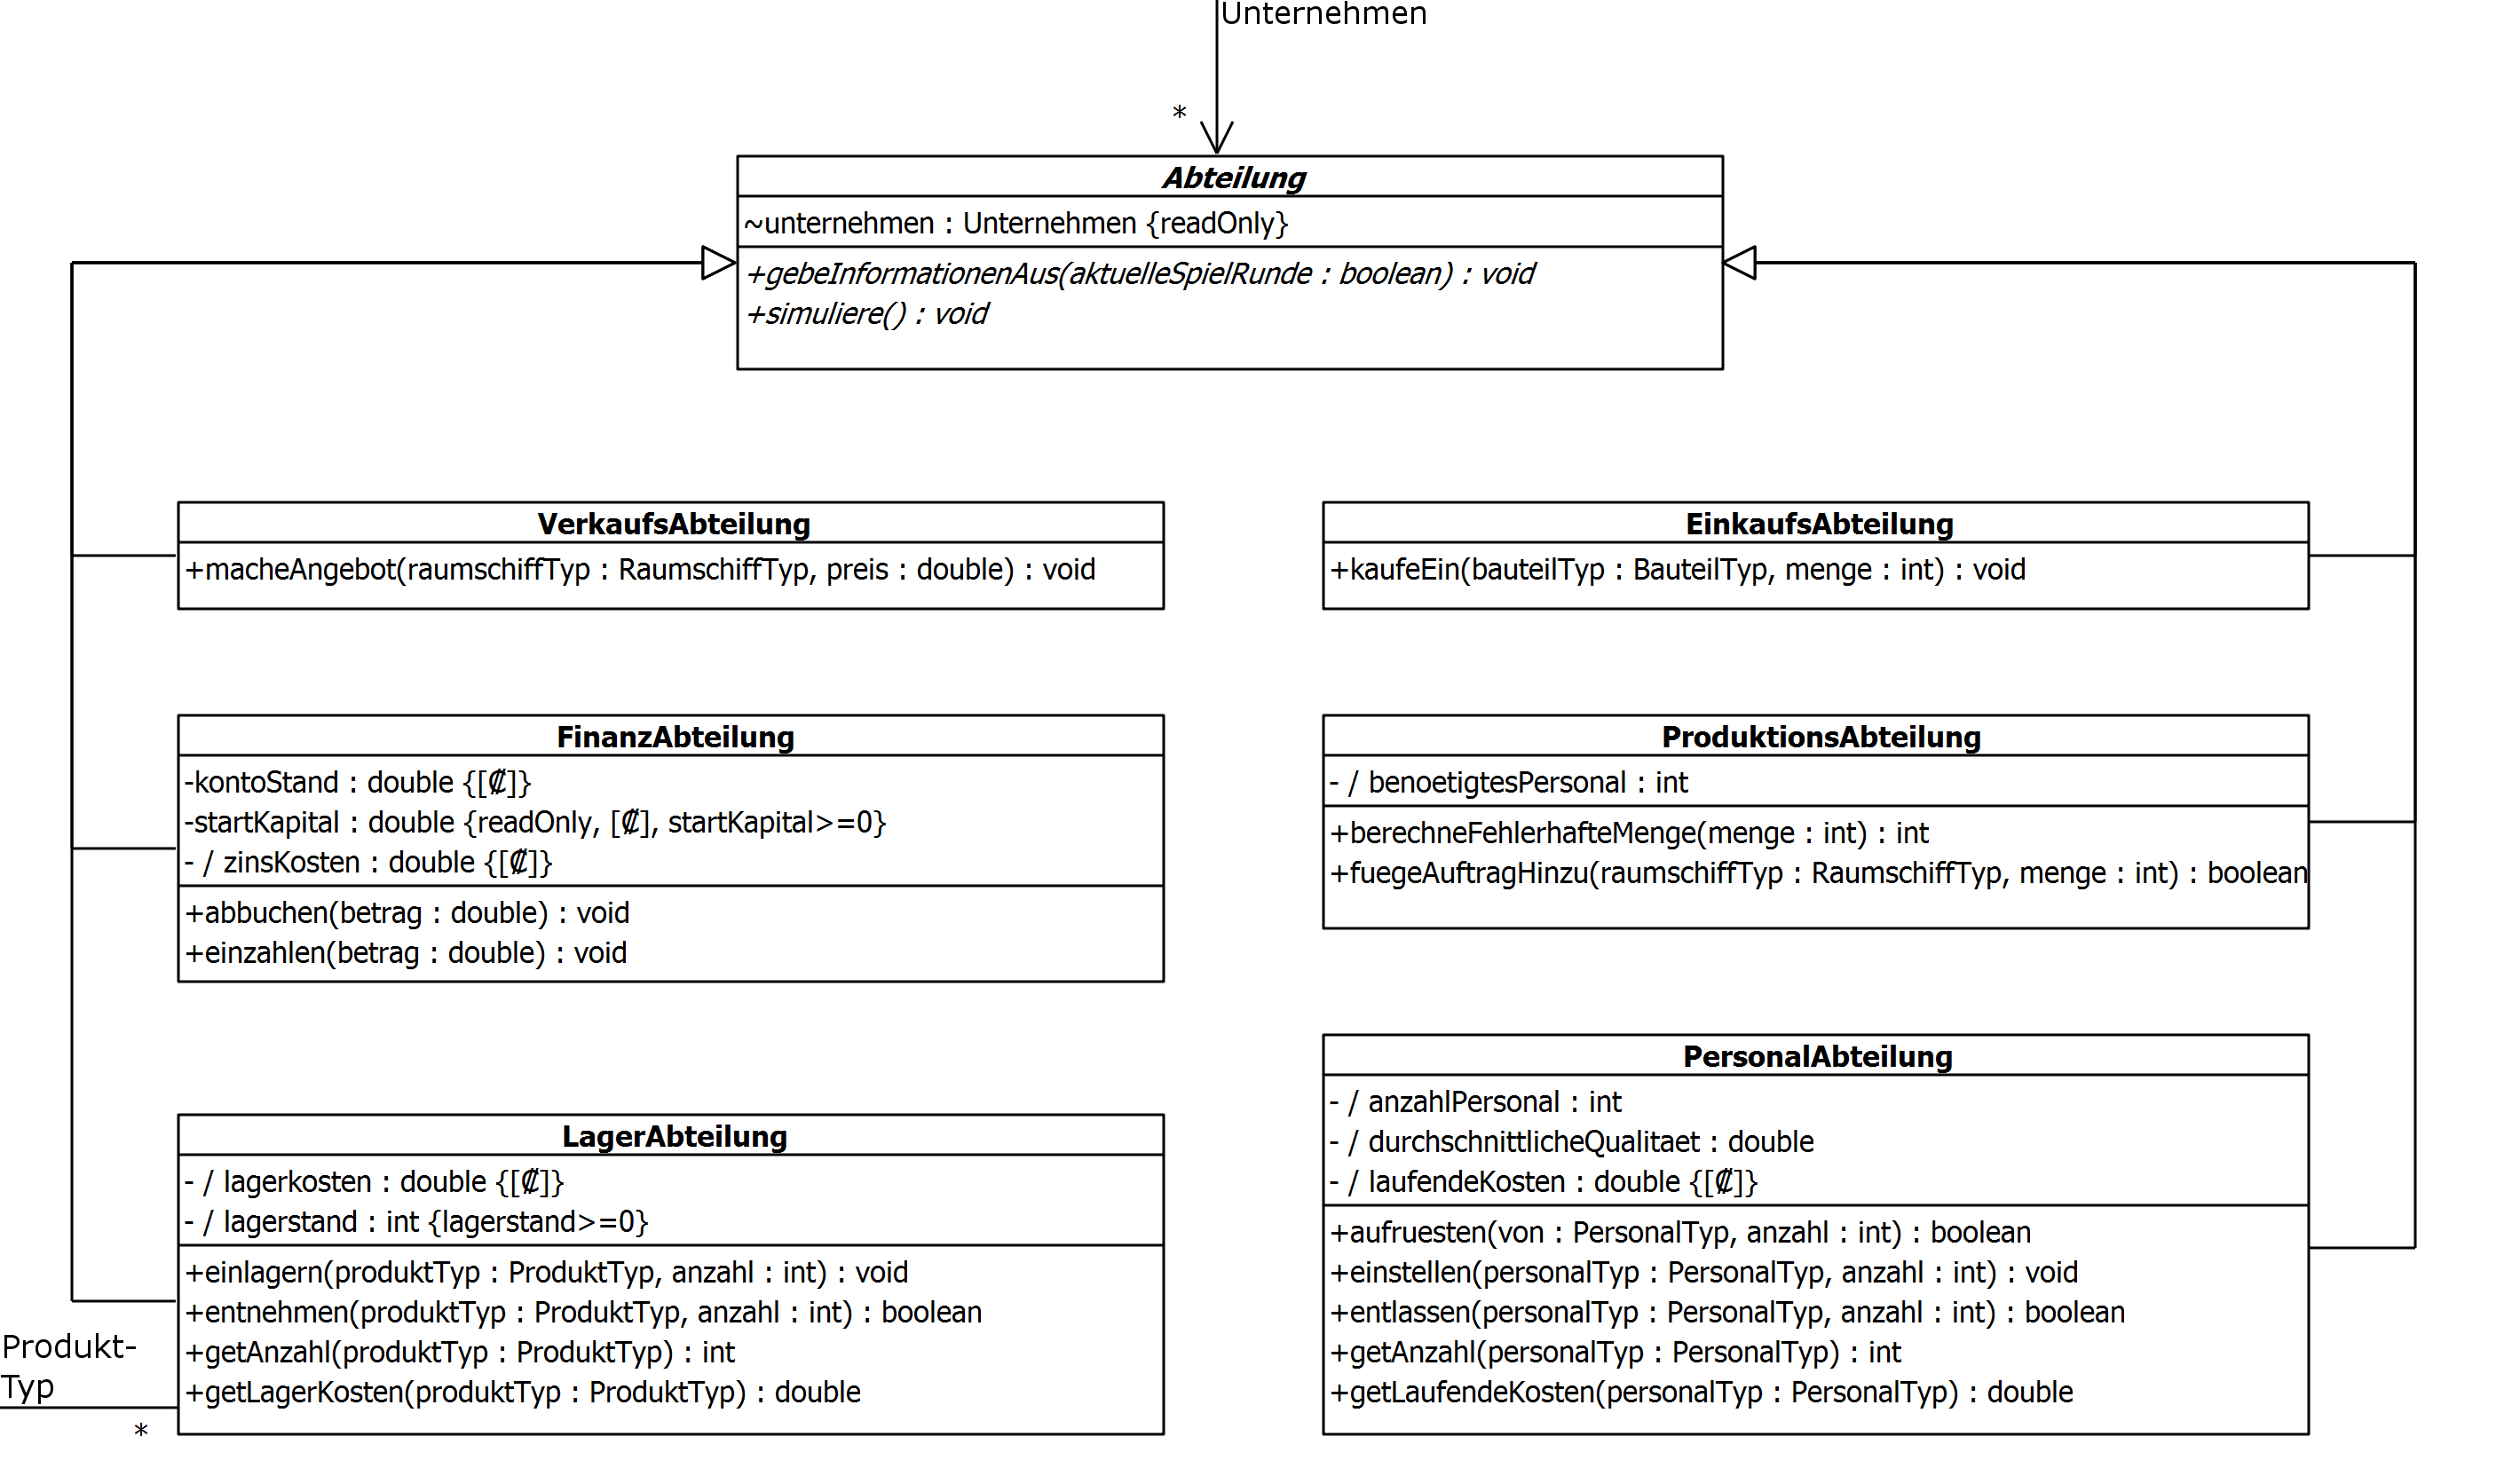 Unternehmen
*
Abteilung
~unternehmen : Unternehmen {readOnly}
+gebeInformationenAus(aktuelleSpielRunde : boolean) : void
+simuliere() : void
VerkaufsAbteilung
+macheAngebot(raumschiffTyp : RaumschiffTyp, preis : double) : void
EinkaufsAbteilung
+kaufeEin(bauteilTyp : BauteilTyp, menge : int) : void
FinanzAbteilung
-kontoStand : double {[₡]}
-startKapital : double {readOnly, [₡], startKapital>=0}
- / zinsKosten : double {[₡]}
+abbuchen(betrag : double) : void
+einzahlen(betrag : double) : void
ProduktionsAbteilung
- / benoetigtesPersonal : int
+berechneFehlerhafteMenge(menge : int) : int
+fuegeAuftragHinzu(raumschiffTyp : RaumschiffTyp, menge : int) : boolean
LagerAbteilung
- / lagerkosten : double {[₡]}
- / lagerstand : int {lagerstand>=0}
+einlagern(produktTyp : ProduktTyp, anzahl : int) : void
+entnehmen(produktTyp : ProduktTyp, anzahl : int) : boolean
+getAnzahl(produktTyp : ProduktTyp) : int
+getLagerKosten(produktTyp : ProduktTyp) : double
Produkt-
Typ
*
PersonalAbteilung
- / anzahlPersonal : int
- / durchschnittlicheQualitaet : double
- / laufendeKosten : double {[₡]}
+aufruesten(von : PersonalTyp, anzahl : int) : boolean
+einstellen(personalTyp : PersonalTyp, anzahl : int) : void
+entlassen(personalTyp : PersonalTyp, anzahl : int) : boolean
+getAnzahl(personalTyp : PersonalTyp) : int
+getLaufendeKosten(personalTyp : PersonalTyp) : double